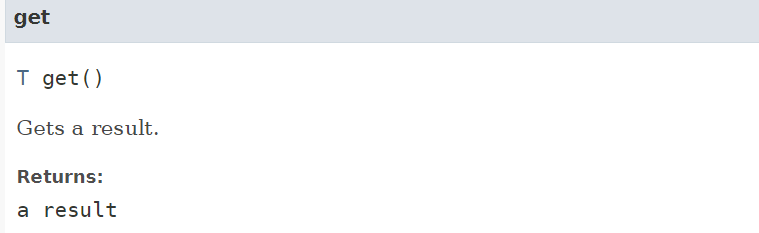 get
T get()
Gets a result.
Returns:
a result